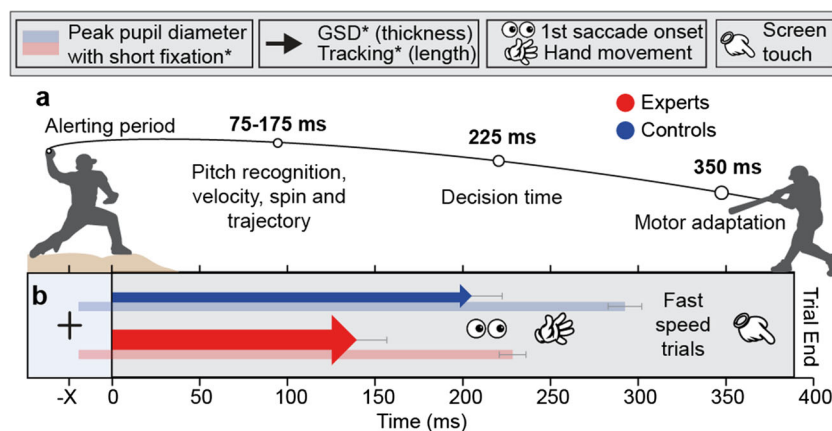 Peak pupil diameter
with short fixation*
GSD* (thickness)
Tracking* (length)
1st saccade onset
Hand movement
Screen
touch
a
Experts
Controls
Alerting period
75-175 ms
Pitch recognition,
velocity, spin and
trajectory
225 ms
Decision time
350 ms
Motor adaptation
b
Fast
speed
trials
Trial End
-X 0 50 100 150 200 250 300 350 400
Time (ms)